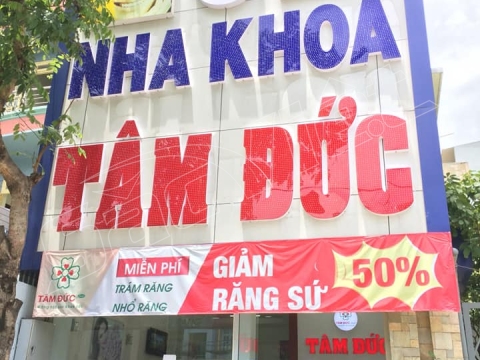 NHA KHOA
TÂM ĐỨC
TÂM ĐỨC
MIỄN PHÍ
TRÁM RĂNG
NHỔ RĂNG
GIẢM
RĂNG SỨ
50%
TÂM ĐỨC